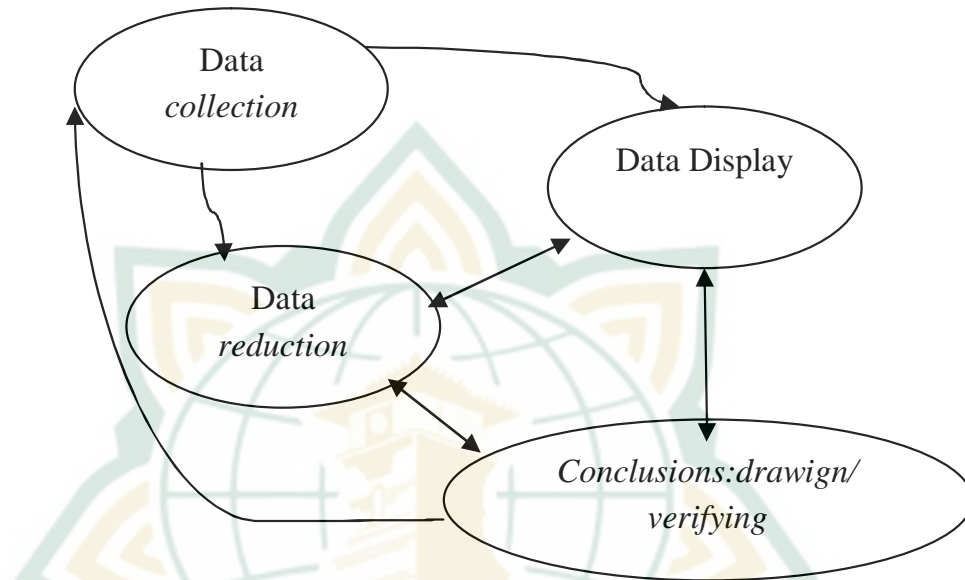 Data
collection
Data Display
Data
reduction
Conclusions:drawign/
verifying